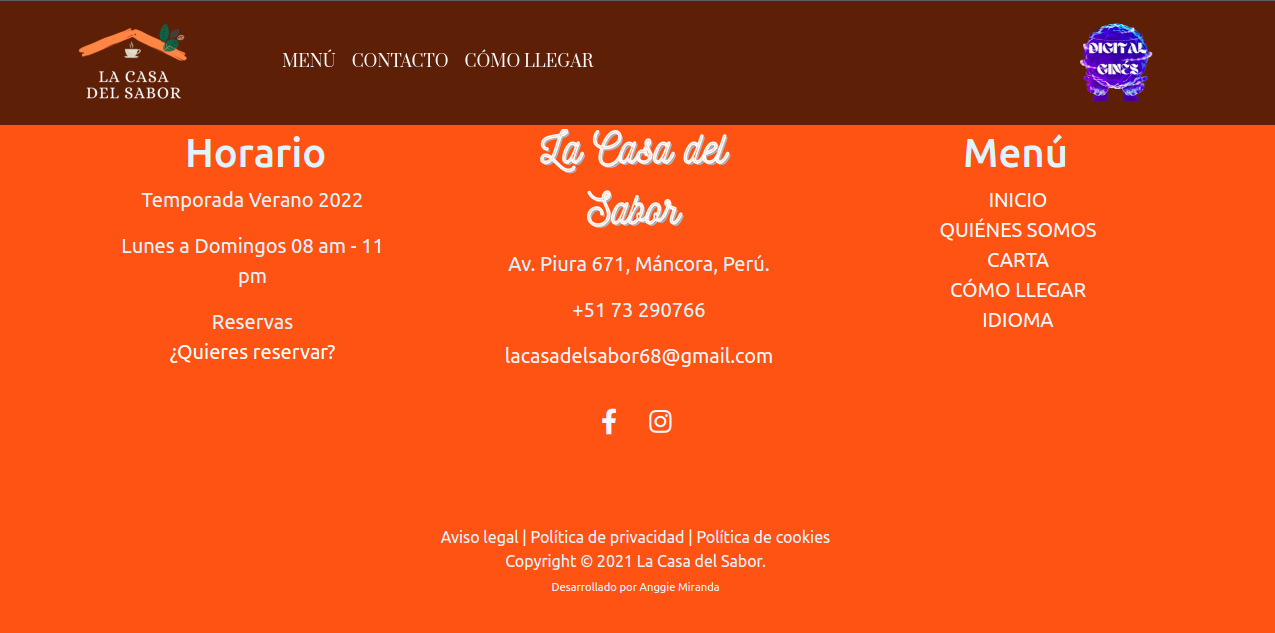 LA CASA
DEL SABOR
MENÚ CONTACTO CÓMO LLEGAR
DIGITAL
GINÉS
Horario
Temporada Verano 2022
Lunes a Domingos 08 am - 11
pm
Reservas
¿Quieres reservar?
La Casa del
Sabor
Av. Piura 671, Máncora, Perú.
+51 73 290766
lacasadelsabor68@gmail.com
Menú
INICIO
QUIÉNES SOMOS
CARTA
CÓMO LLEGAR
IDIOMA
Aviso legal | Política de privacidad | Política de cookies
Copyright © 2021 La Casa del Sabor.
Desarrollado por Anggie Miranda